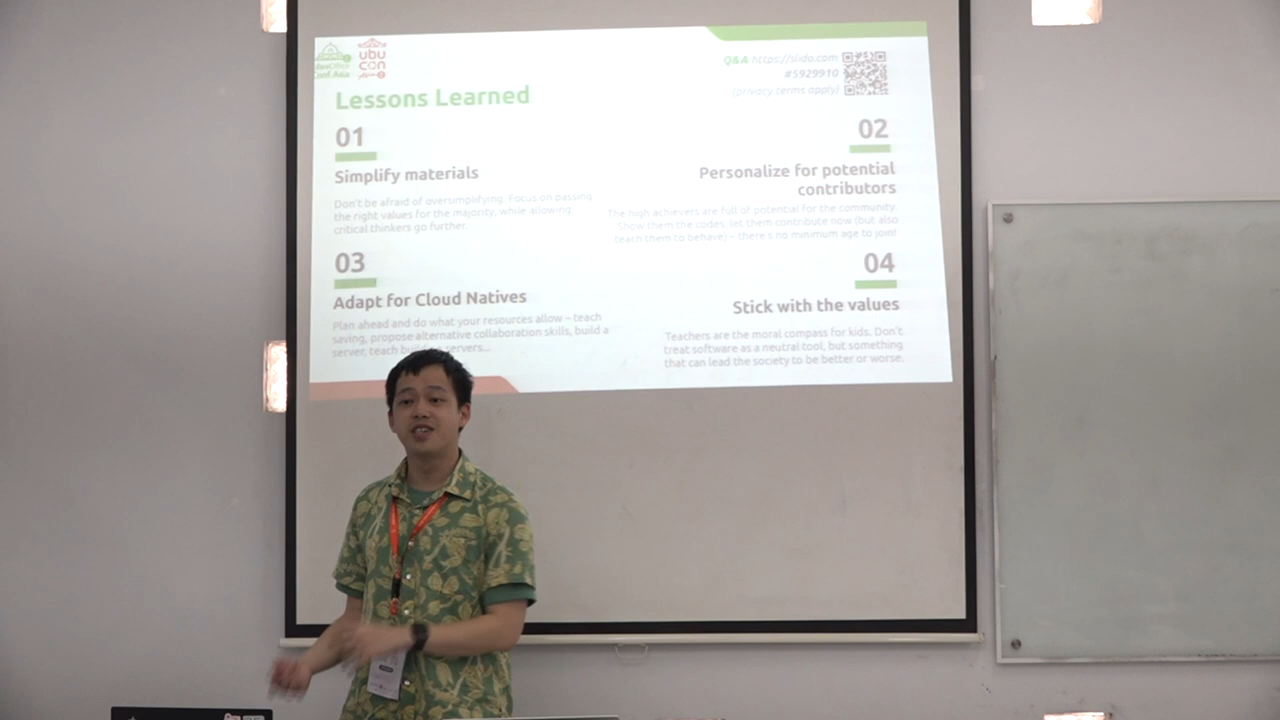 ubu
con
Q&A https://slido.com
#5929910
(privacy terms apply)
Lessons Learned
01
Simplify materials
Don't be afraid of oversimplifying. Focus on passing
the right values for the majority, while allowing
critical thinkers go further.
02
Personalize for potential
contributors
The high achievers are full of potential for the community.
Show them the codes, let them contribute now (but also
teach them to behave) – there's no minimum age to join!
03
Adapt for Cloud Natives
Plan ahead and do what your resources allow – teach
saving, propose alternative collaboration skills, build a
server, teach servers...
04
Stick with the values
Teachers are the moral compass for kids. Don't
treat software as a neutral tool, but something
that can lead the society to be better or worse.